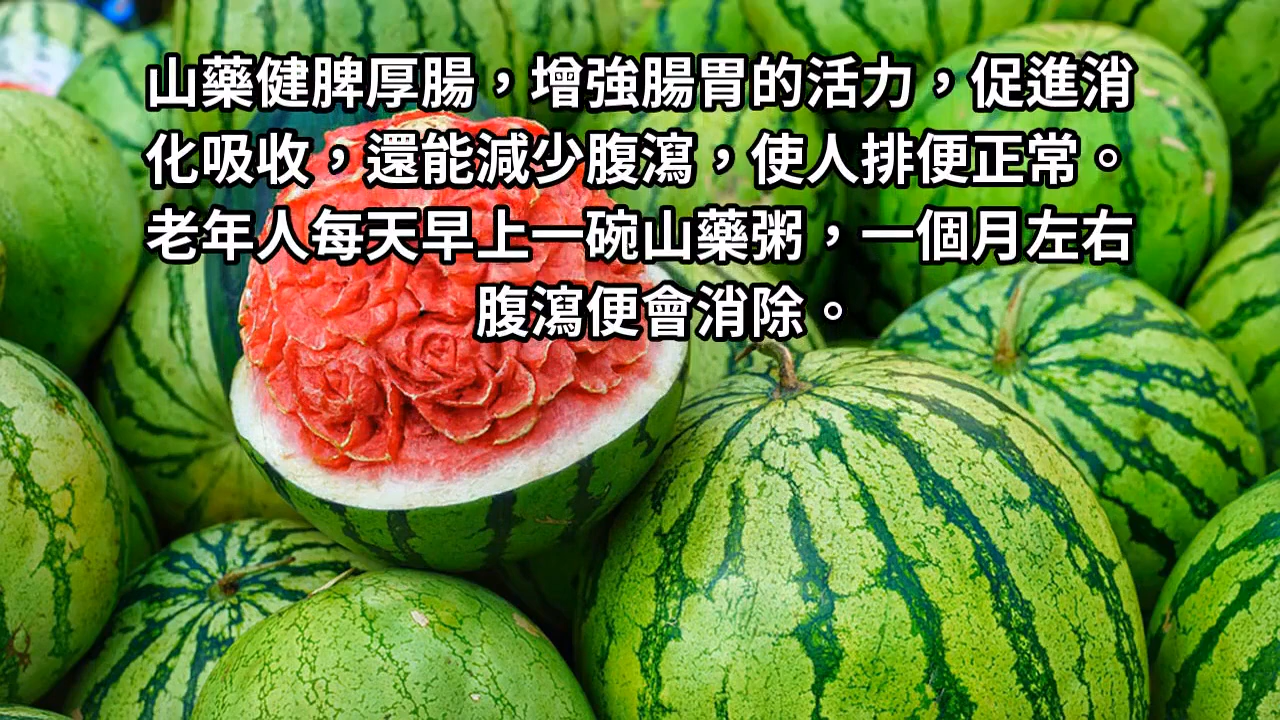 山藥健脾厚腸，增強腸胃的活力，促進消
化吸收，還能減少腹瀉，使人排便正常。
老年人每天早上一碗山藥粥，一個月左右
腹瀉便會消除。